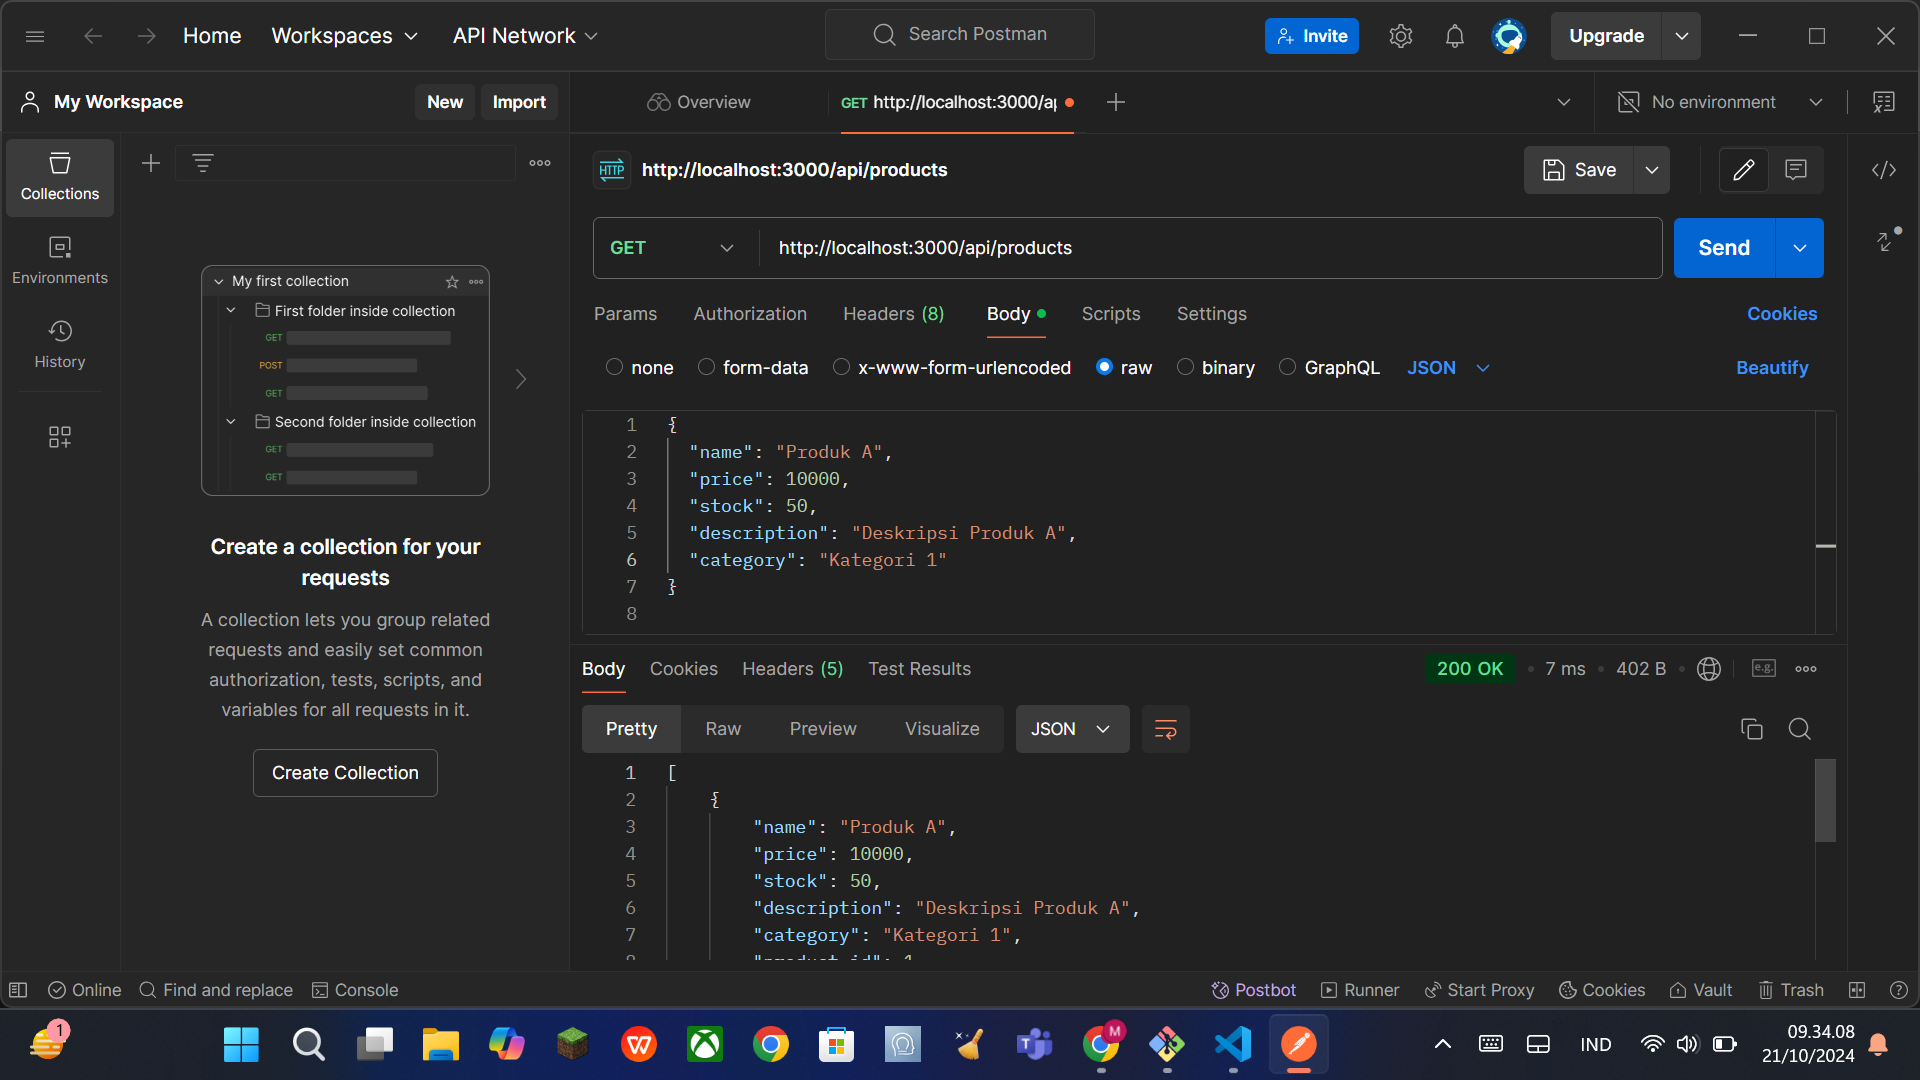 Home
Workspaces
API Network
Search Postman
Invite
Upgrade
My Workspace
New
Import
Overview
GET http://localhost:3000/ap
No environment
Collections
Environments
History
My first collection
First folder inside collection
GET
POST
GET
Second folder inside collection
GET
GET
Create a collection for your
requests
A collection lets you group related
requests and easily set common
authorization, tests, scripts, and
variables for all requests in it.
Create Collection
HTTP
http://localhost:3000/api/products
Save
GET
http://localhost:3000/api/products
Send
Params
Authorization
Headers (8)
Body
Scripts
Settings
Cookies
none
form-data
x-www-form-urlencoded
raw
binary
GraphQL
JSON
Beautify
1 {
2 "name": "Produk A",
3 "price": 10000,
4 "stock": 50,
5 "description": "Deskripsi Produk A",
6 "category": "Kategori 1"
7 }
8
Body
Cookies
Headers (5)
Test Results
200 OK
7 ms
402 B
e.g.
Pretty
Raw
Preview
Visualize
JSON
1 [
2 {
3 "name": "Produk A",
4 "price": 10000,
5 "stock": 50,
6 "description": "Deskripsi Produk A",
7 "category": "Kategori 1",
8 "product_id": 1
Online
Find and replace
Console
Postbot
Runner
Start Proxy
Cookies
Vault
Trash
1
M
IND
09.34.08
21/10/2024